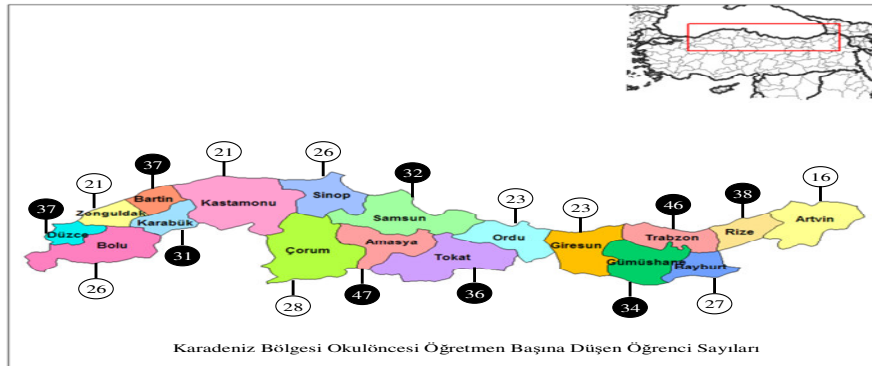 21 37 21 26 32 23 23 46 38 16
37
Bartin
Zonguldak
Karabük
Düzce
Bolu
Kastamonu
Sinop
Samsun
Çorum
Amasya
Tokat
Ordu
Giresun
Trabzon
Gümüshane
Bayburt
Rize
Artvin
26 31 28 47 36 34 27
Karadeniz Bölgesi Okulöncesi Öğretmen Başına Düşen Öğrenci Sayıları